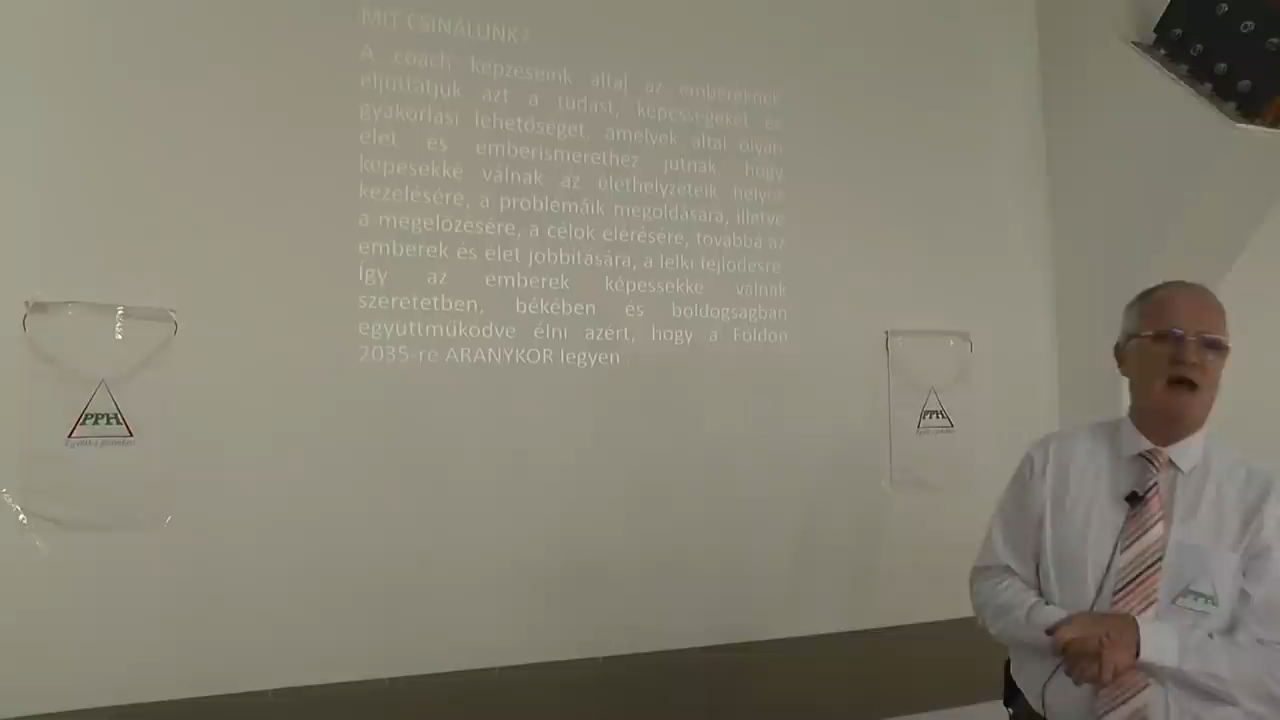 MIT CSINÁLUNK?
A coach képzéseink által az embereknek
eljuttatjuk azt a tudást, képességeket és
gyakorlási lehetőséget, amelyek által olyan
élet és emberismerethez jutnak hogy
képesekké válnak az élethelyzeteik helyes
kezelésére, a problémáik megoldására, illetve
a megelőzésére, a célok elérésére, továbbá az
emberek és élet jobbítására, a lelki fejlődésre
Így az emberek képessékké válnak
szeretetben, békében és boldogságban
együttműködve élni azért, hogy a Földön
2035-re ARANYKOR legyen
PPH
PPH
PPH